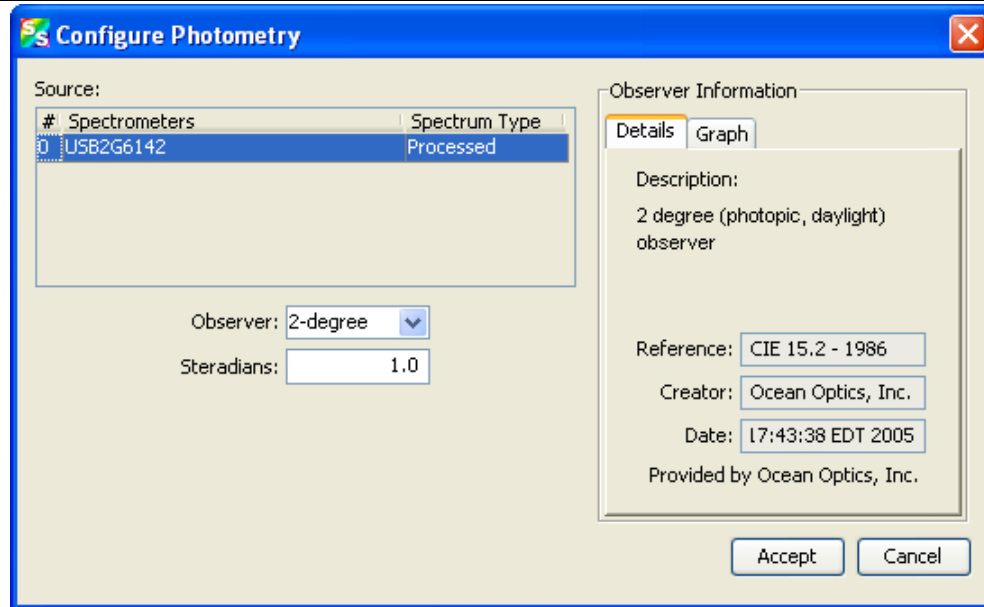 Configure Photometry
Source:
# Spectrometers Spectrum Type
0 USB2G6142 Processed
Observer: 2-degree
Steradians: 1.0
Observer Information
Details Graph
Description:
2 degree (photopic, daylight)
observer
Reference: CIE 15.2 - 1986
Creator: Ocean Optics, Inc.
Date: 17:43:38 EDT 2005
Provided by Ocean Optics, Inc.
Accept Cancel